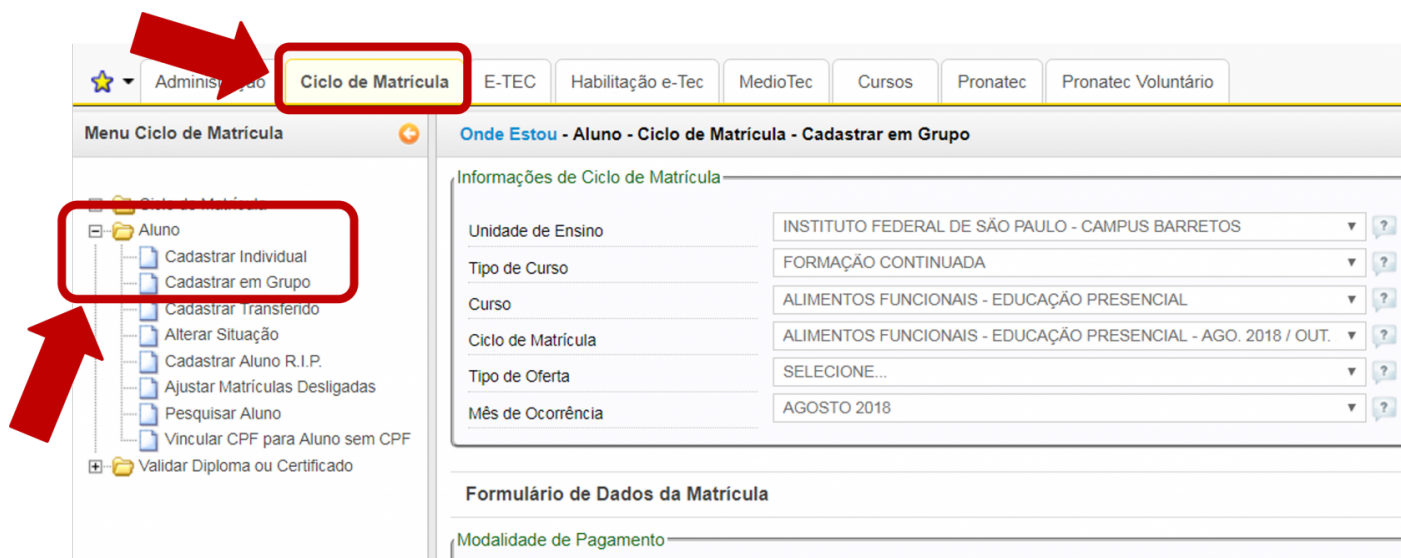 Administração Ciclo de Matrícula E-TEC Habilitação e-Tec MedioTec Cursos Pronatec Pronatec Voluntário
Menu Ciclo de Matrícula
Onde Estou - Aluno - Ciclo de Matrícula - Cadastrar em Grupo
Ciclo de Matrícula
Aluno
Cadastrar Individual
Cadastrar em Grupo
Cadastrar Transferido
Alterar Situação
Cadastrar Aluno R.I.P.
Ajustar Matrículas Desligadas
Pesquisar Aluno
Vincular CPF para Aluno sem CPF
Validar Diploma ou Certificado
Informações de Ciclo de Matrícula
Unidade de Ensino INSTITUTO FEDERAL DE SÃO PAULO - CAMPUS BARRETOS ?
Tipo de Curso FORMAÇÃO CONTINUADA ?
Curso ALIMENTOS FUNCIONAIS - EDUCAÇÃO PRESENCIAL ?
Ciclo de Matrícula ALIMENTOS FUNCIONAIS - EDUCAÇÃO PRESENCIAL - AGO. 2018 / OUT. ?
Tipo de Oferta SELECIONE... ?
Mês de Ocorrência AGOSTO 2018 ?
Formulário de Dados da Matrícula
Modalidade de Pagamento